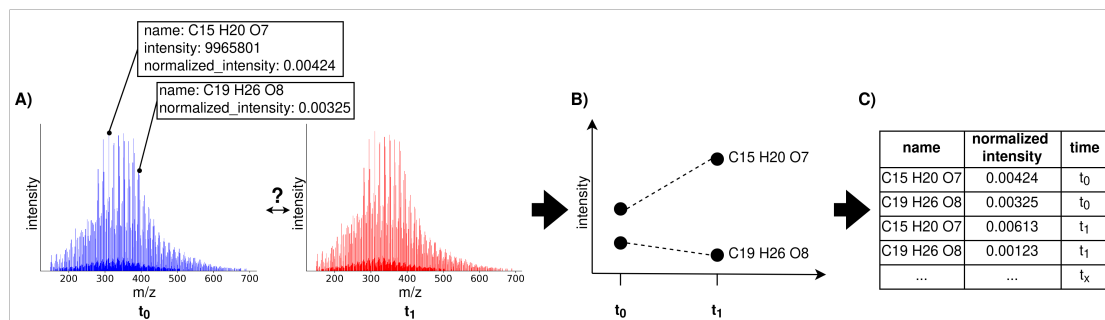 name: C15 H20 O7
intensity: 9965801
normalized_intensity: 0.00424
name: C19 H26 O8
normalized_intensity: 0.00325
A)
intensity
200 300 400 500 600 700
m/z
t0
?
intensity
200 300 400 500 600 700
m/z
t1
B)
intensity
C15 H20 O7
C19 H26 O8
t0 t1
C)
name normalized intensity time
C15 H20 O7 0.00424 t0
C19 H26 O8 0.00325 t0
C15 H20 O7 0.00613 t1
C19 H26 O8 0.00123 t1
... ... tx